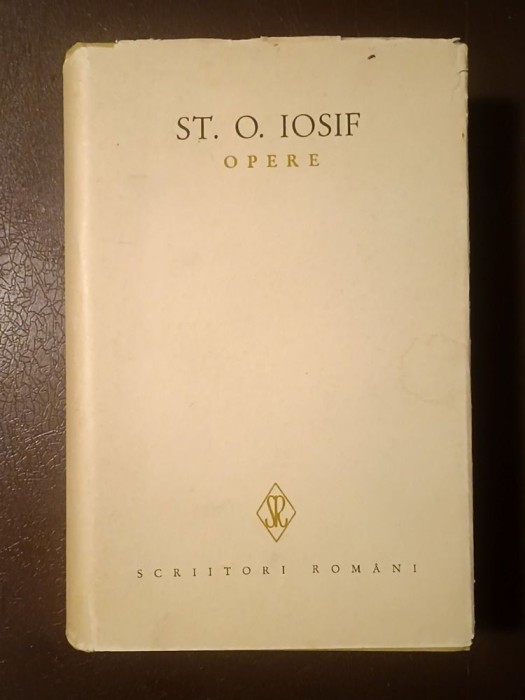 ST. O. IOSIF
OPERE
SR
SCRIITORI ROMÂNI